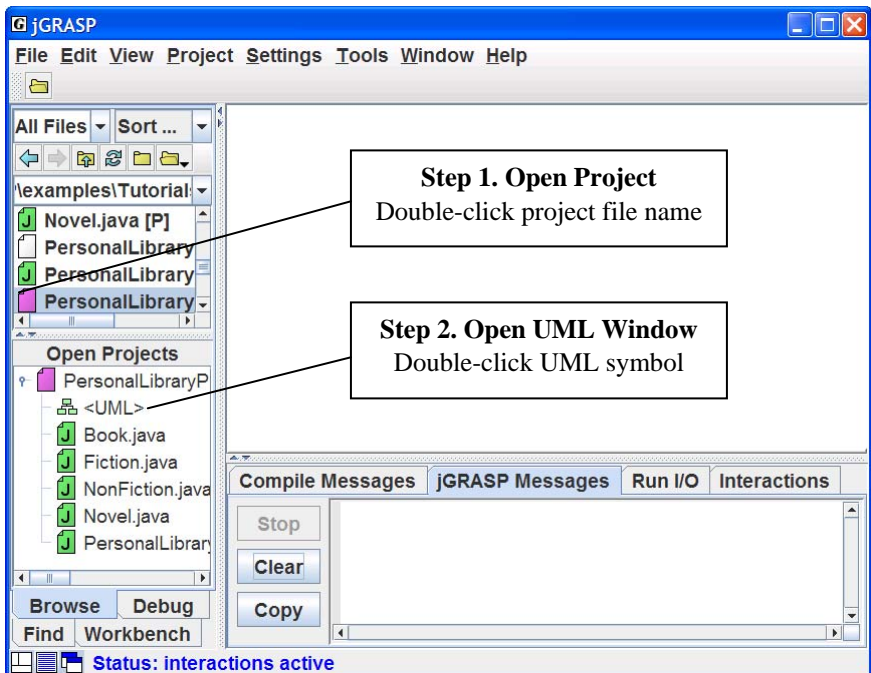 jGRASP
File Edit View Project Settings Tools Window Help
All Files Sort ...
\examples\Tutorial
Novel.java [P]
PersonalLibrary
PersonalLibrary
PersonalLibrary
Step 1. Open Project
Double-click project file name
Step 2. Open UML Window
Double-click UML symbol
Open Projects
PersonalLibraryP
<UML>
Book.java
Fiction.java
NonFiction.java
Novel.java
PersonalLibrary
Browse Debug
Find Workbench
Compile Messages jGRASP Messages Run I/O Interactions
Stop
Clear
Copy
Status: interactions active